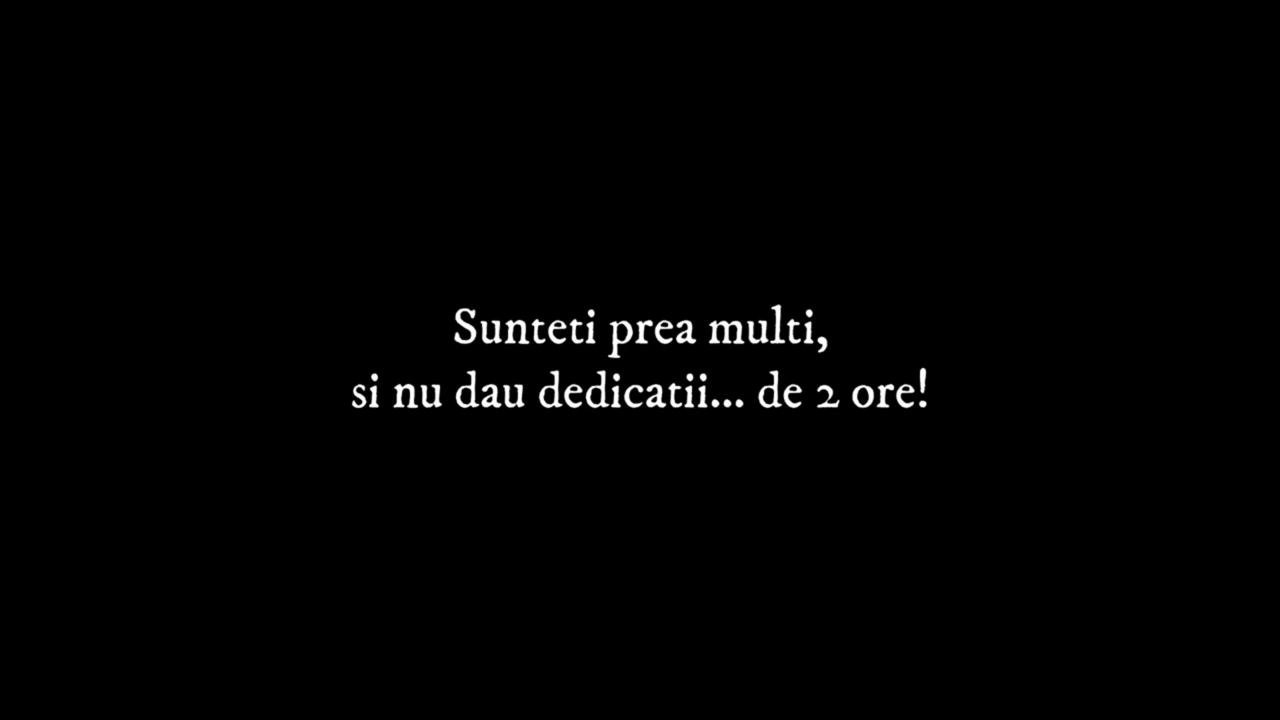 Sunteti prea multi,
si nu dau dedicatii... de 2 ore!